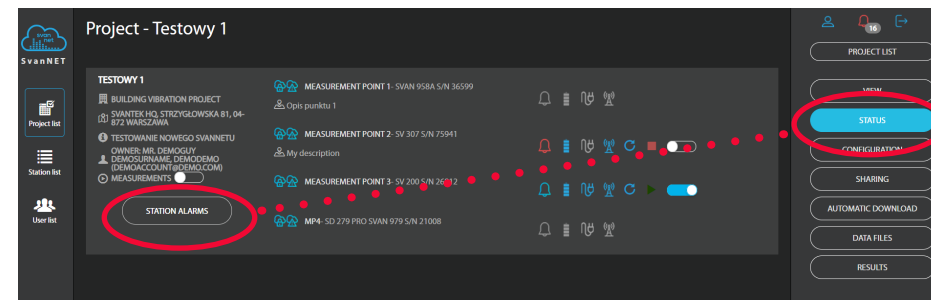 svan
net
SvanNET
Project list
Station list
User list
Project - Testowy 1
TESTOWY 1
BUILDING VIBRATION PROJECT
SVANTEK HQ, STRZYGŁOWSKA 81, 04-
872 WARSZAWA
TESTOWANIE NOWEGO SVANNETU
OWNER: MR. DEMOGUY
DEMOSURNAME, DEMODEMO
(DEMOACCOUNT@DEMO.COM)
MEASUREMENTS
STATION ALARMS
MEASUREMENT POINT 1- SVAN 958A S/N 36599
Opis punktu 1
MEASUREMENT POINT 2- SV 307 S/N 75941
My description
MEASUREMENT POINT 3- SV 200 S/N
MP4- SD 279 PRO SVAN 979 S/N 21008
16
PROJECT LIST
VIEW
STATUS
CONFIGURATION
SHARING
AUTOMATIC DOWNLOAD
DATA FILES
RESULTS